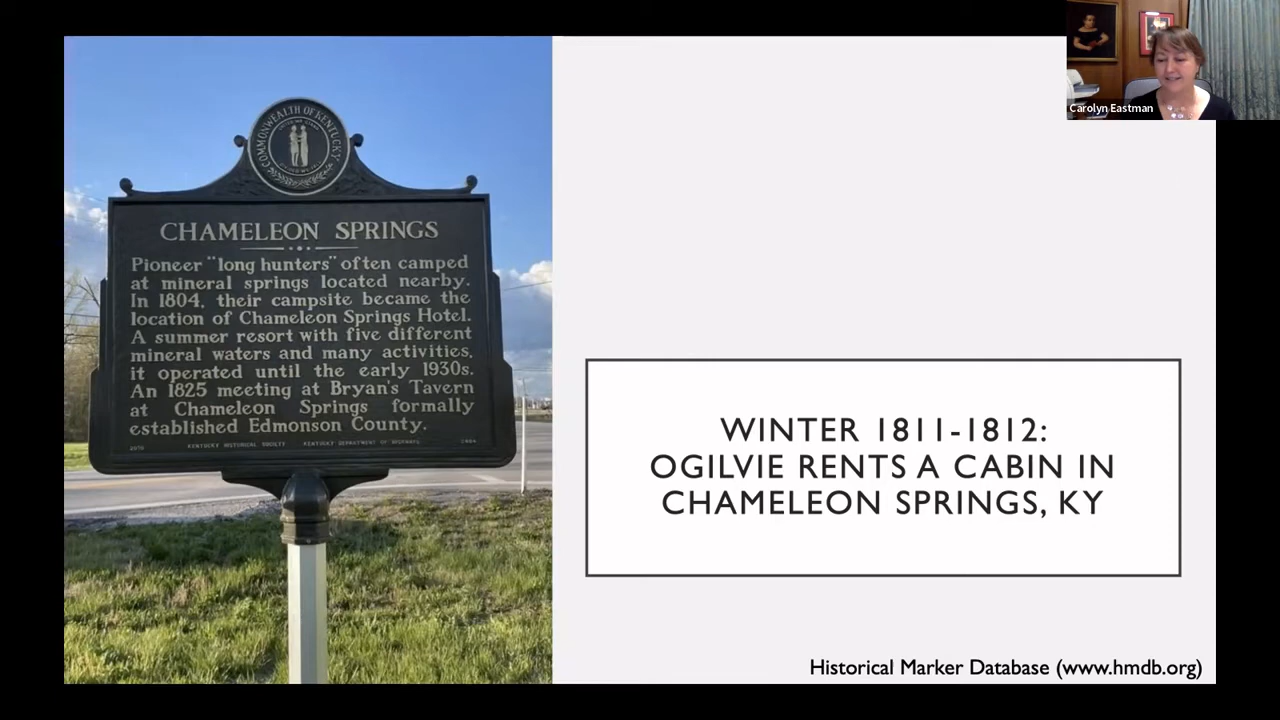 Carolyn Eastman
COMMONWEALTH OF KENTUCKY
CHAMELEON SPRINGS
Pioneer "long hunters" often camped
at mineral springs located nearby.
In 1804, their campsite became the
location of Chameleon Springs Hotel.
A summer resort with five different
mineral waters and many activities,
it operated until the early 1930s.
An 1825 meeting at Bryan's Tavern
at Chameleon Springs formally
established Edmonson County.
KENTUCKY HISTORICAL SOCIETY KENTUCKY DEPARTMENT OF HIGHWAYS
WINTER 1811-1812:
OGILVIE RENTS A CABIN IN
CHAMELEON SPRINGS, KY
Historical Marker Database (www.hmdb.org)